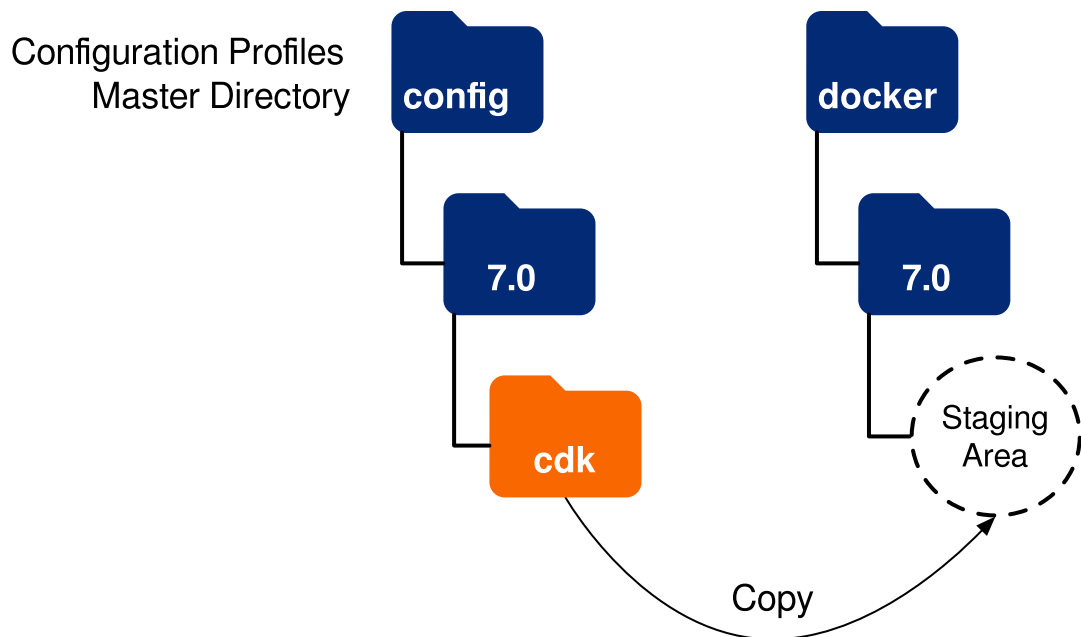 Configuration Profiles
Master Directory
config
docker
7.0
7.0
cdk
Staging
Area
Copy